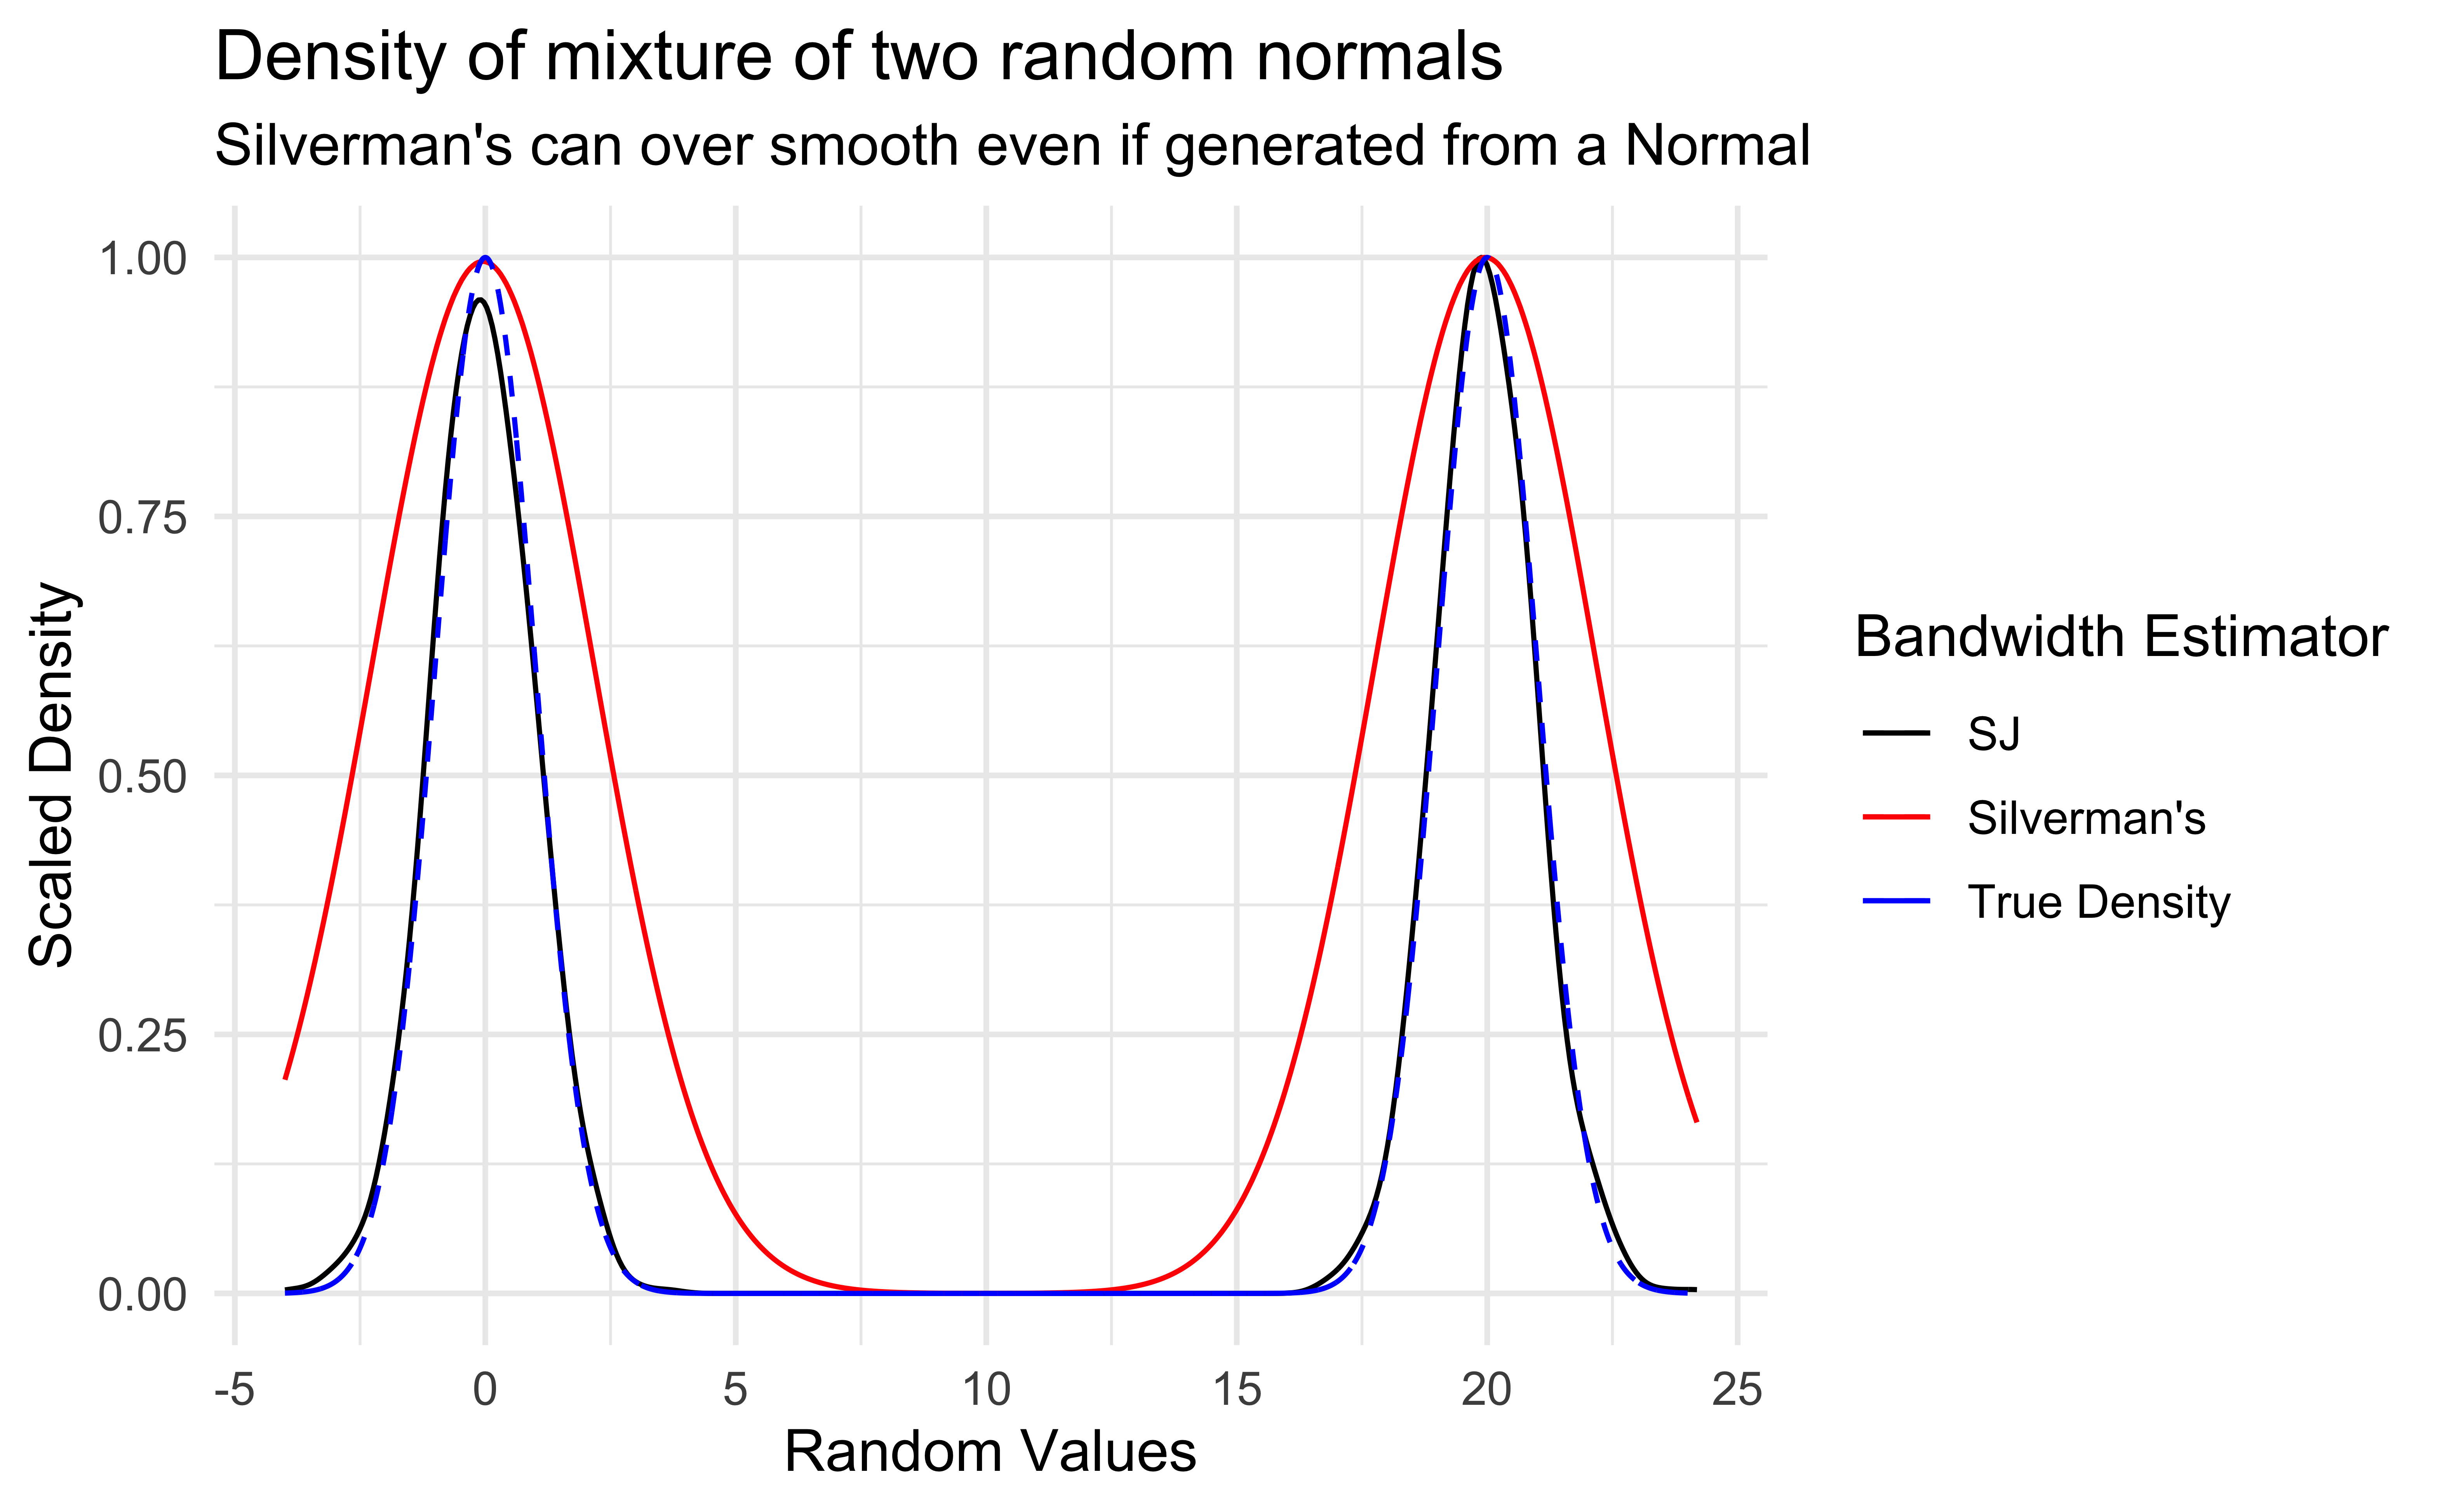 Density of mixture of two random normals
Silverman's can over smooth even if generated from a Normal
1.00
0.75
0.50
0.25
0.00
Scaled Density
-5 0 5 10 15 20 25
Random Values
Bandwidth Estimator
SJ
Silverman's
True Density